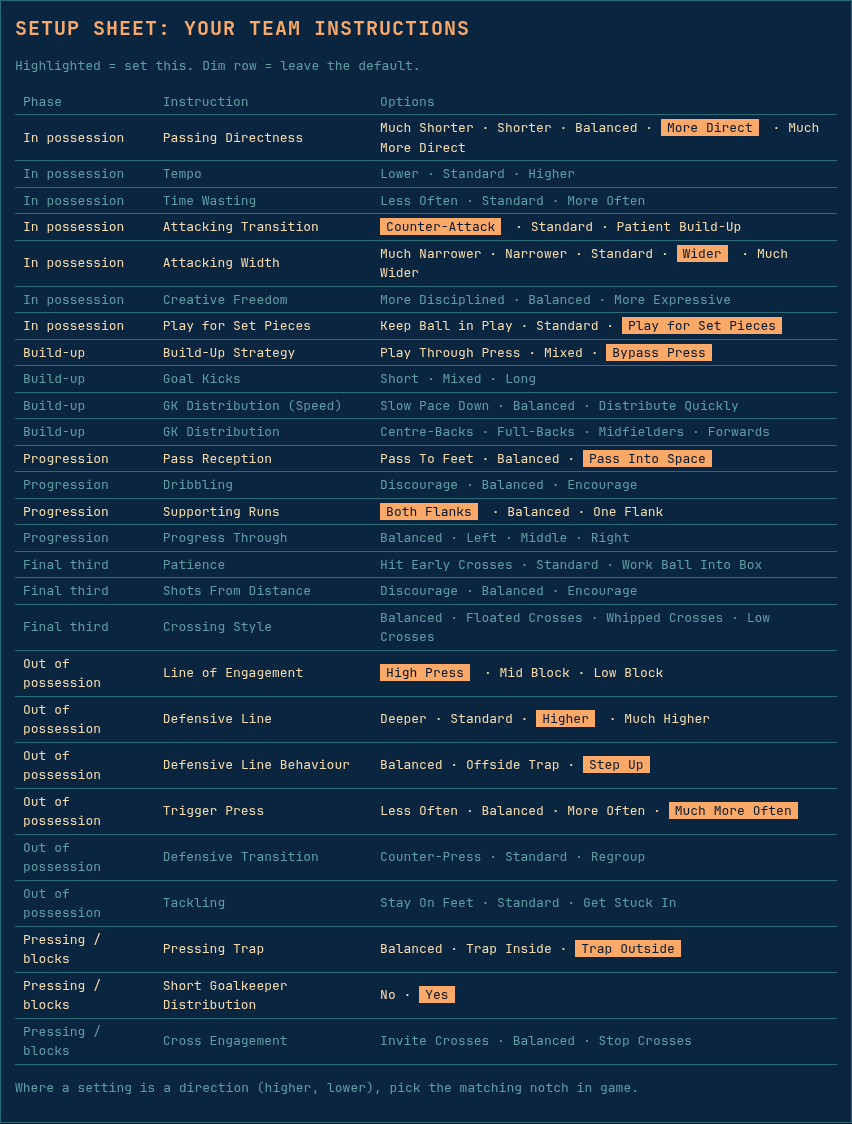 SETUP SHEET: YOUR TEAM INSTRUCTIONS
Highlighted = set this. Dim row = leave the default.
Phase Instruction Options
In possession Passing Directness Much Shorter · Shorter · Balanced · More Direct · Much
More Direct
In possession Tempo Lower · Standard · Higher
In possession Time Wasting Less Often · Standard · More Often
In possession Attacking Transition Counter-Attack · Standard · Patient Build-Up
In possession Attacking Width Much Narrower · Narrower · Standard · Wider · Much
Wider
In possession Creative Freedom More Disciplined · Balanced · More Expressive
In possession Play for Set Pieces Keep Ball in Play · Standard · Play for Set Pieces
Build-up Build-Up Strategy Play Through Press · Mixed · Bypass Press
Build-up Goal Kicks Short · Mixed · Long
Build-up GK Distribution (Speed) Slow Pace Down · Balanced · Distribute Quickly
Build-up GK Distribution Centre-Backs · Full-Backs · Midfielders · Forwards
Progression Pass Reception Pass To Feet · Balanced · Pass Into Space
Progression Dribbling Discourage · Balanced · Encourage
Progression Supporting Runs Both Flanks · Balanced · One Flank
Progression Progress Through Balanced · Left · Middle · Right
Final third Patience Hit Early Crosses · Standard · Work Ball Into Box
Final third Shots From Distance Discourage · Balanced · Encourage
Final third Crossing Style Balanced · Floated Crosses · Whipped Crosses · Low
Crosses
Out of
possession Line of Engagement High Press · Mid Block · Low Block
Out of
possession Defensive Line Deeper · Standard · Higher · Much Higher
Out of
possession Defensive Line Behaviour Balanced · Offside Trap · Step Up
Out of
possession Trigger Press Less Often · Balanced · More Often · Much More Often
Out of
possession Defensive Transition Counter-Press · Standard · Regroup
Out of
possession Tackling Stay On Feet · Standard · Get Stuck In
Pressing /
blocks Pressing Trap Balanced · Trap Inside · Trap Outside
Pressing / Short Goalkeeper
blocks Distribution No · Yes
Pressing /
blocks Cross Engagement Invite Crosses · Balanced · Stop Crosses
Where a setting is a direction (higher, lower), pick the matching notch in game.